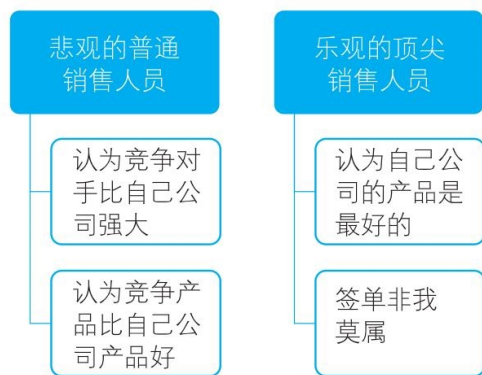 悲观的普通
销售人员
认为竞争对
手比自己公
司强大
认为竞争产
品比自己公
司产品好
乐观的顶尖
销售人员
认为自己公
司的产品是
最好的
签单非我
莫属